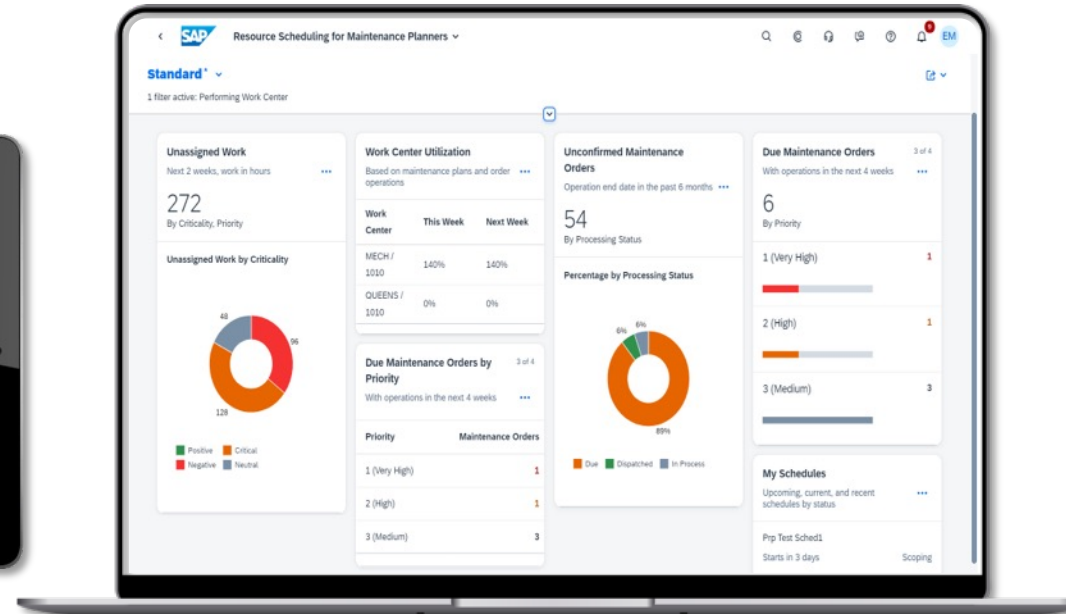 SAP
Resource Scheduling for Maintenance Planners
EM
Standard *
1 filter active: Performing Work Center
Unassigned Work
Next 2 weeks, work in hours
272
By Criticality, Priority
Unassigned Work by Criticality
48
96
128
Positive Critical
Negative Neutral
Work Center Utilization
Based on maintenance plans and order
operations
Work
Center
This Week
Next Week
MECH /
1010
140%
140%
QUEENS /
1010
0%
0%
Due Maintenance Orders by
Priority
3 of 4
With operations in the next 4 weeks
Priority
Maintenance Orders
1 (Very High)
1
2 (High)
1
3 (Medium)
3
Unconfirmed Maintenance
Orders
Operation end date in the past 6 months
54
By Processing Status
Percentage by Processing Status
6%
6%
89%
Due Dispatched In Process
Due Maintenance Orders
3 of 4
With operations in the next 4 weeks
6
By Priority
1 (Very High)
1
2 (High)
1
3 (Medium)
3
My Schedules
Upcoming, current, and recent
schedules by status
Prp Test Sched1
Starts in 3 days
Scoping